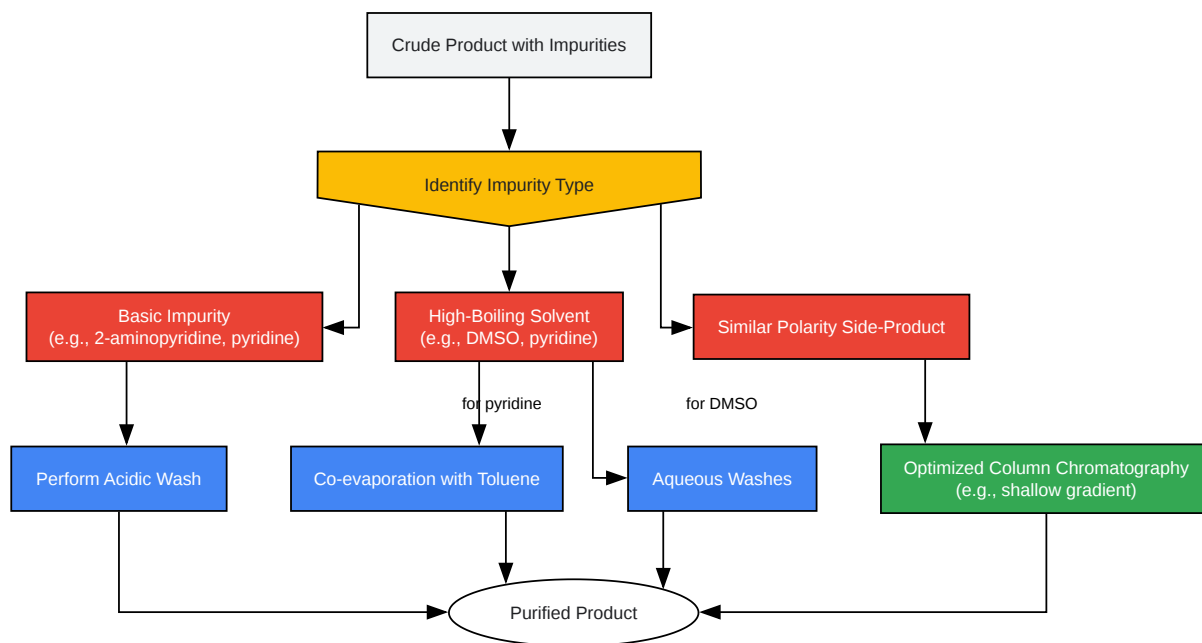 Crude Product with Impurities
Identify Impurity Type
Basic Impurity
(e.g., 2-aminopyridine, pyridine)
High-Boiling Solvent
(e.g., DMSO, pyridine)
Similar Polarity Side-Product
for pyridine
for DMSO
Perform Acidic Wash
Co-evaporation with Toluene
Aqueous Washes
Optimized Column Chromatography
(e.g., shallow gradient)
Purified Product